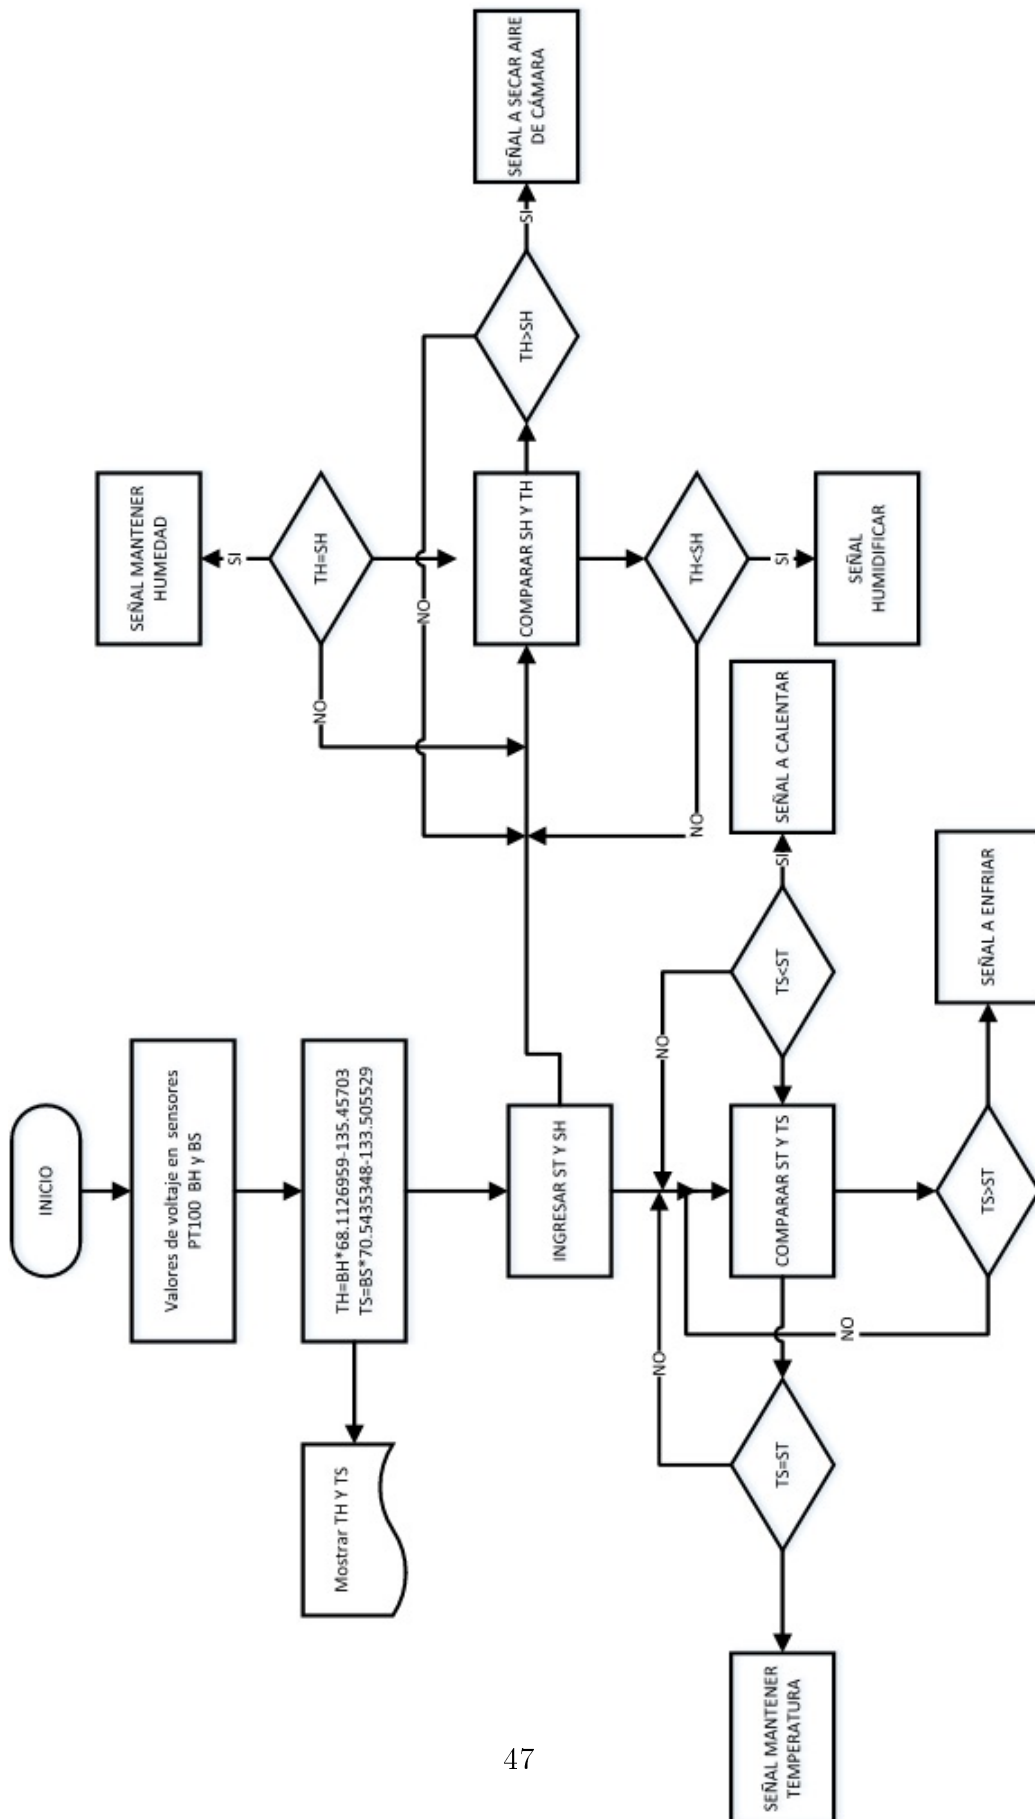 INICIO
Valores de voltaje en sensores
PT100 BH y BS
TH=BH*68.1126959-135.45703
TS=BS*70.5435348-133.505529
Mostrar TH Y TS
INGRESAR ST Y SH
COMPARAR ST Y TS
TS=ST
NO
SEÑAL MANTENER
TEMPERATURA
TS<ST
NO
SI
SEÑAL A CALENTAR
TS>ST
NO
SEÑAL A ENFRIAR
COMPARAR SH Y TH
TH=SH
NO
SI
SEÑAL MANTENER
HUMEDAD
TH>SH
NO
SI
SEÑAL A SECAR AIRE
DE CÁMARA
TH<SH
NO
SI
SEÑAL
HUMIDIFICAR
47